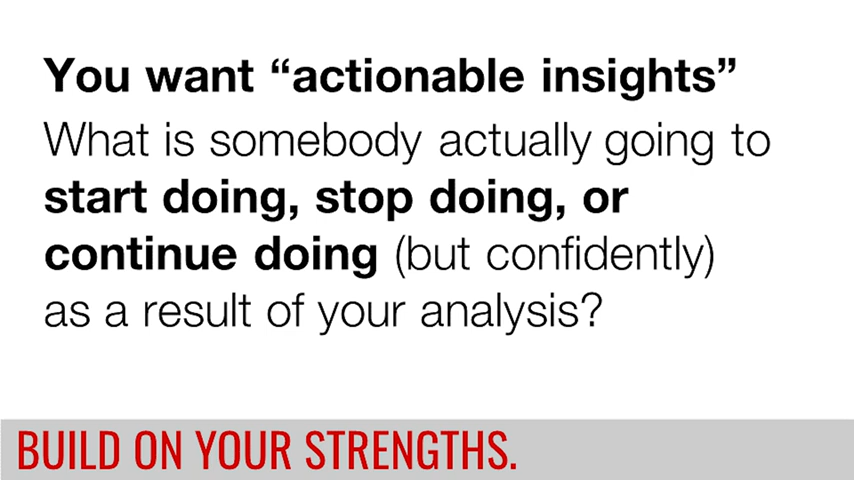 You want “actionable insights”
What is somebody actually going to
start doing, stop doing, or
continue doing (but confidently)
as a result of your analysis?
BUILD ON YOUR STRENGTHS.